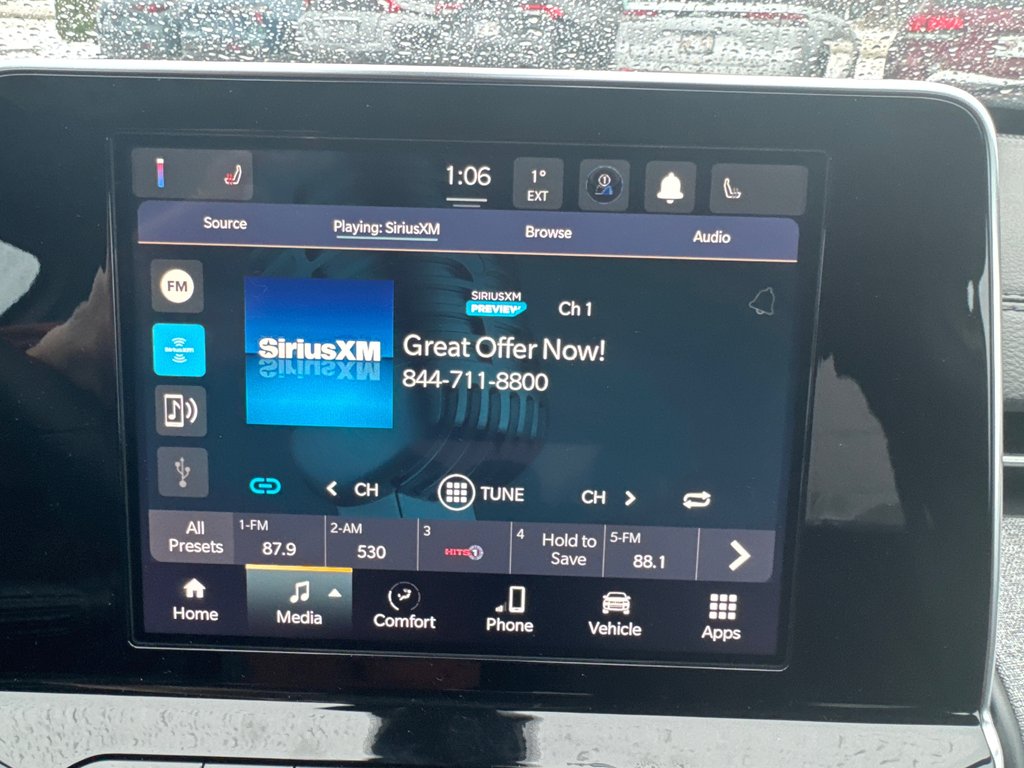 1:06
1°
EXT
Source
Playing: SiriusXM
Browse
Audio
FM
SIRIUSXM
PREVIEW
Ch 1
SiriusXM
Great Offer Now!
844-711-8800
CH
TUNE
CH
All
Presets
1-FM
87.9
2-AM
530
3
HITS 1
4
Hold to
Save
5-FM
88.1
Home
Media
Comfort
Phone
Vehicle
Apps